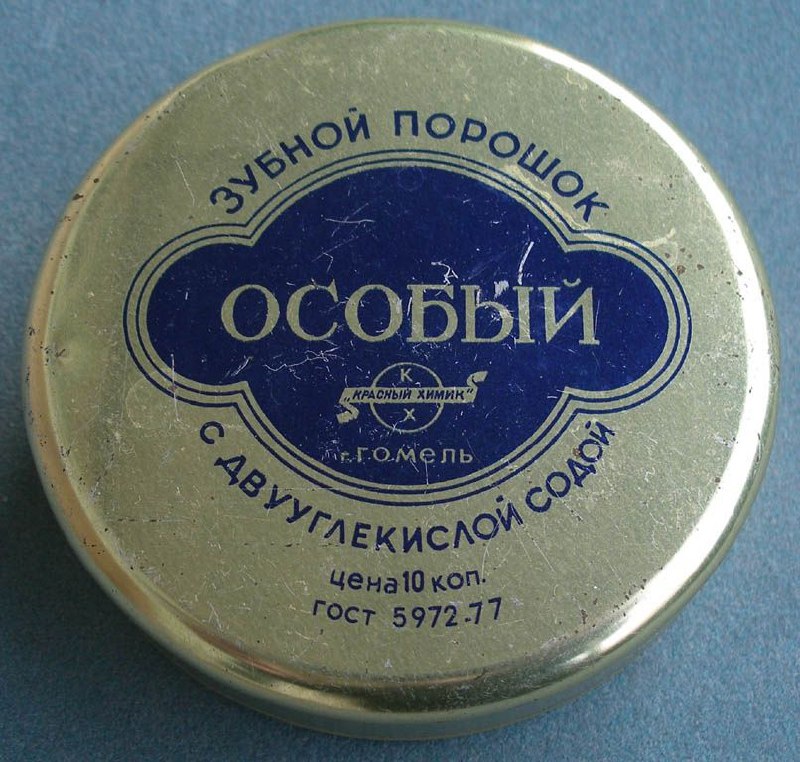 ЗУБНОЙ ПОРОШОК
ОСОБЫЙ
К
„КРАСНЫЙ ХИМИК"
Х
г. ГОМЕЛЬ
С ДВУУГЛЕКИСЛОЙ СОДОЙ
цена 10 коп.
ГОСТ 5972-77